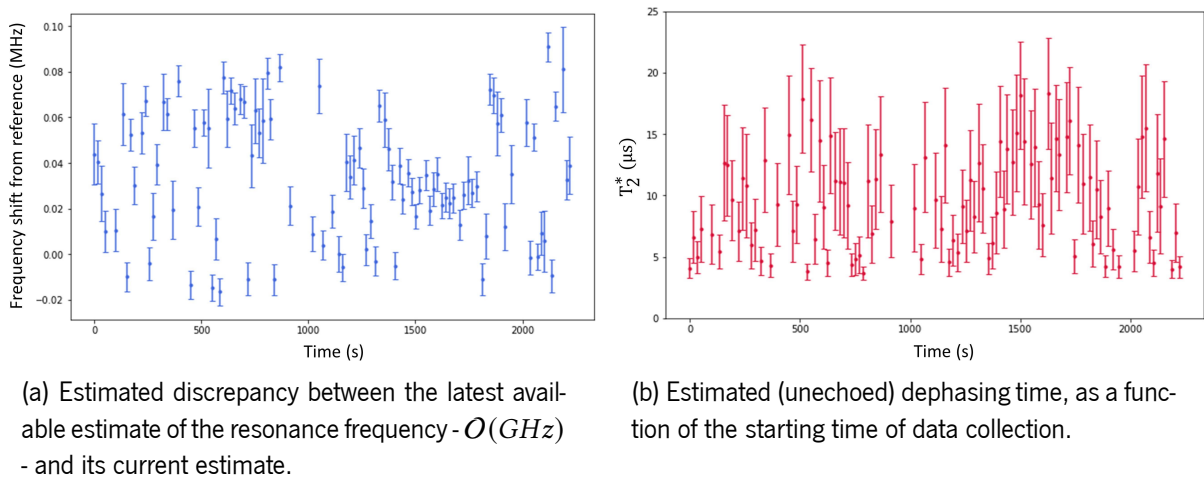 Frequency shift from reference (MHz)
0.10
0.08
0.06
0.04
0.02
0.00
−0.02
0
500
1000
1500
2000
Time (s)
T₂* (μs)
25
20
15
10
5
0
0
500
1000
1500
2000
Time (s)
(a) Estimated discrepancy between the latest avail-
able estimate of the resonance frequency - 𝒪(GHz)
- and its current estimate.
(b) Estimated (unechoed) dephasing time, as a func-
tion of the starting time of data collection.